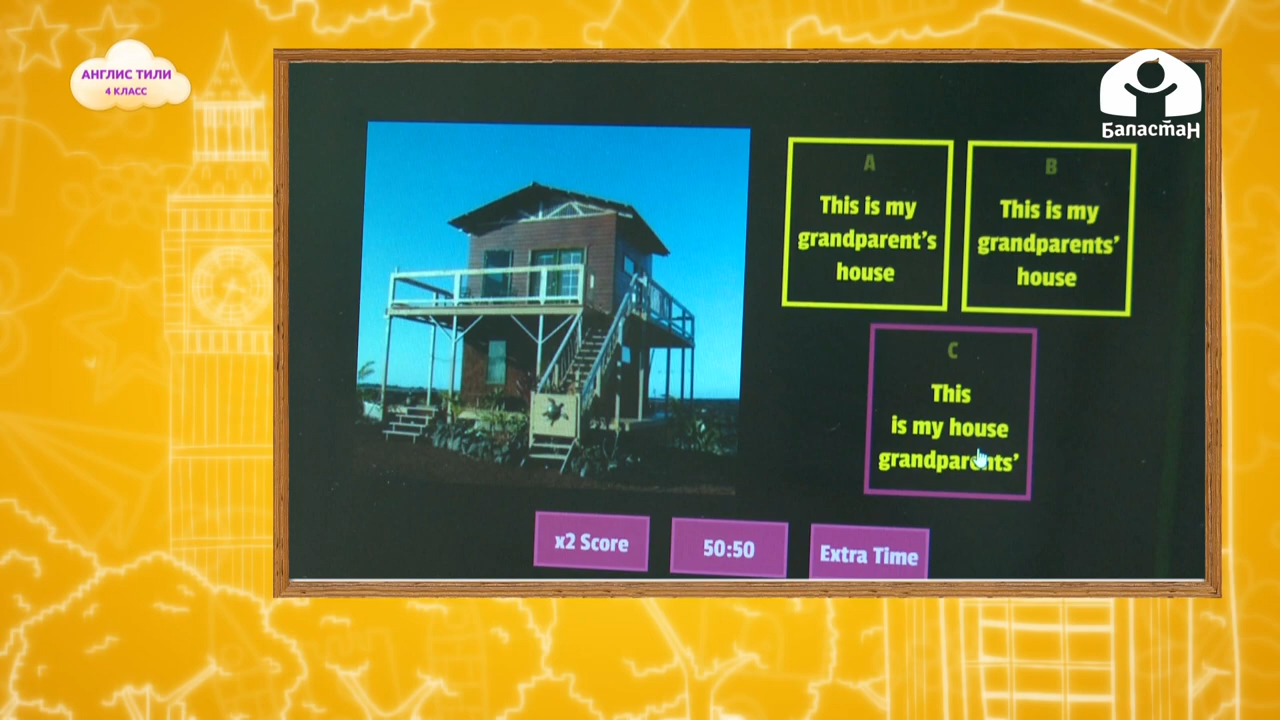 АНГЛИС ТИЛИ
4 КЛАСС
БапастаН
A
This is my
grandparent's
house
B
This is my
grandparents'
house
C
This
is my house
grandparents'
x2 Score
50:50
Extra Time